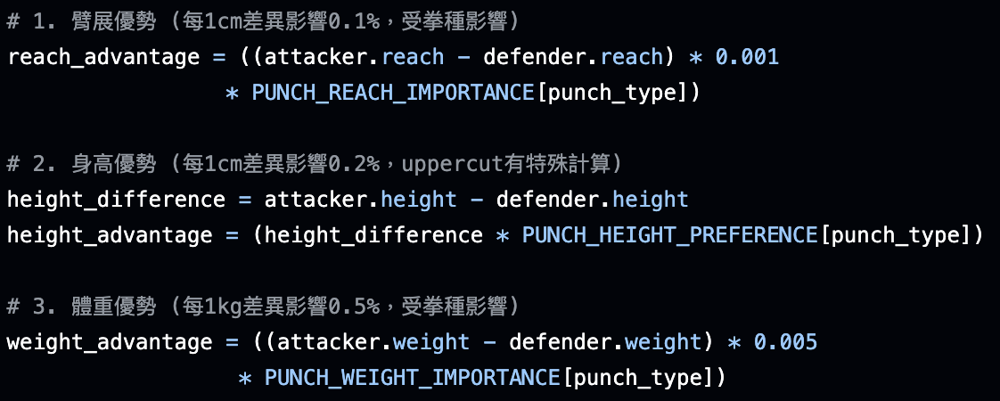 # 1. 臂展優勢 (每1cm差異影響0.1%，受拳種影響)
reach_advantage = ((attacker.reach - defender.reach) * 0.001
                 * PUNCH_REACH_IMPORTANCE[punch_type])
# 2. 身高優勢 (每1cm差異影響0.2%，uppercut有特殊計算)
height_difference = attacker.height - defender.height
height_advantage = (height_difference * PUNCH_HEIGHT_PREFERENCE[punch_type])
# 3. 體重優勢 (每1kg差異影響0.5%，受拳種影響)
weight_advantage = ((attacker.weight - defender.weight) * 0.005
                  * PUNCH_WEIGHT_IMPORTANCE[punch_type])